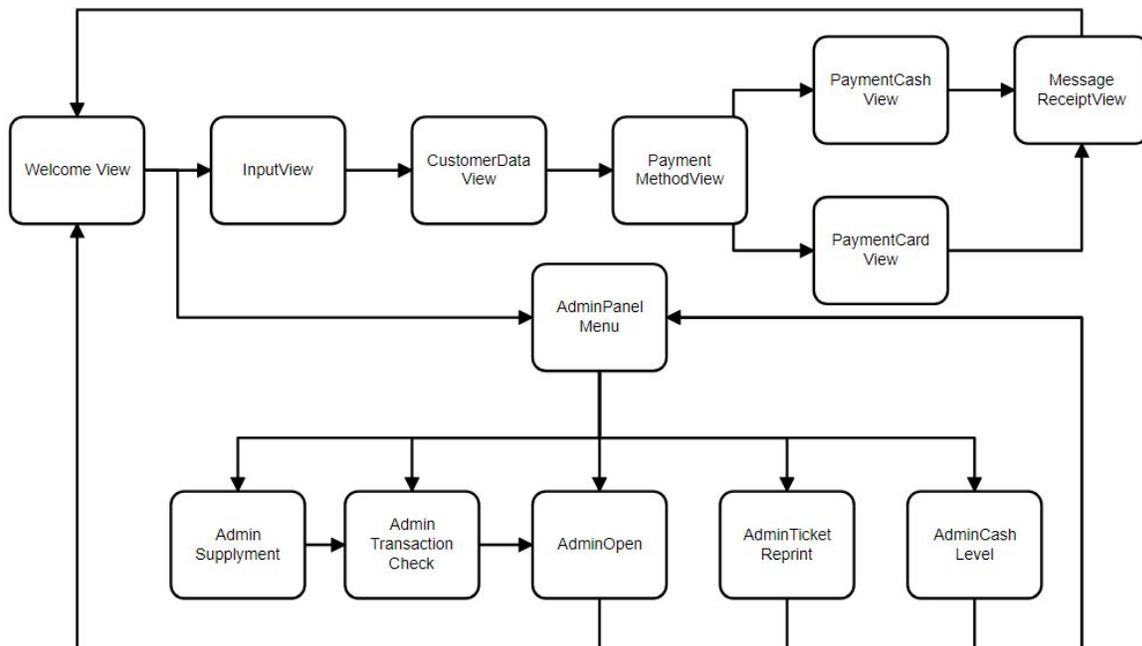 PaymentCash
View
Message
ReceiptView
Welcome View
InputView
CustomerData
View
Payment
MethodView
PaymentCard
View
AdminPanel
Menu
Admin
Supplyment
Admin
Transaction
Check
AdminOpen
AdminTicket
Reprint
AdminCash
Level